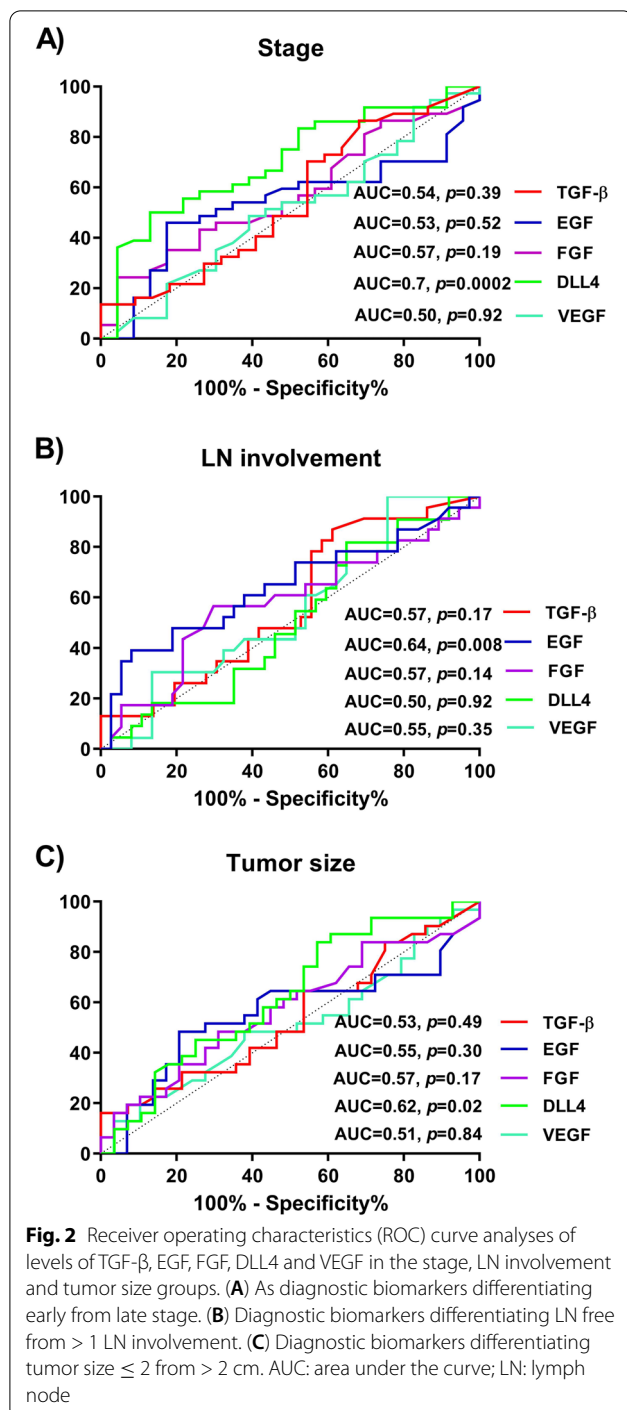 A)
Stage
100
80
60
40
20
0
AUC=0.54, p=0.39 TGF-β
AUC=0.53, p=0.52 EGF
AUC=0.57, p=0.19 FGF
AUC=0.7, p=0.0002 DLL4
AUC=0.50, p=0.92 VEGF
0 20 40 60 80 100
100% - Specificity%
B)
LN involvement
100
80
60
40
20
0
AUC=0.57, p=0.17 TGF-β
AUC=0.64, p=0.008 EGF
AUC=0.57, p=0.14 FGF
AUC=0.50, p=0.92 DLL4
AUC=0.55, p=0.35 VEGF
0 20 40 60 80 100
100% - Specificity%
C)
Tumor size
100
80
60
40
20
0
AUC=0.53, p=0.49 TGF-β
AUC=0.55, p=0.30 EGF
AUC=0.57, p=0.17 FGF
AUC=0.62, p=0.02 DLL4
AUC=0.51, p=0.84 VEGF
0 20 40 60 80 100
100% - Specificity%
Fig. 2 Receiver operating characteristics (ROC) curve analyses of
levels of TGF-β, EGF, FGF, DLL4 and VEGF in the stage, LN involvement
and tumor size groups. (A) As diagnostic biomarkers differentiating
early from late stage. (B) Diagnostic biomarkers differentiating LN free
from > 1 LN involvement. (C) Diagnostic biomarkers differentiating
tumor size ≤ 2 from > 2 cm. AUC: area under the curve; LN: lymph
node